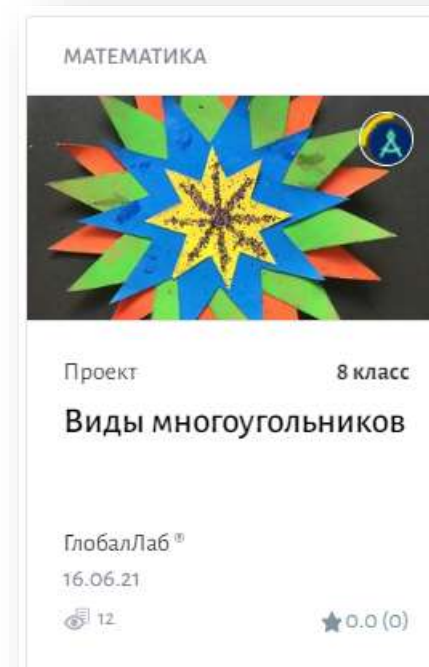 МАТЕМАТИКА
Проект 8 класс
Виды многоугольников
ГлобалЛаб ®
16.06.21
12 0.0 (0)